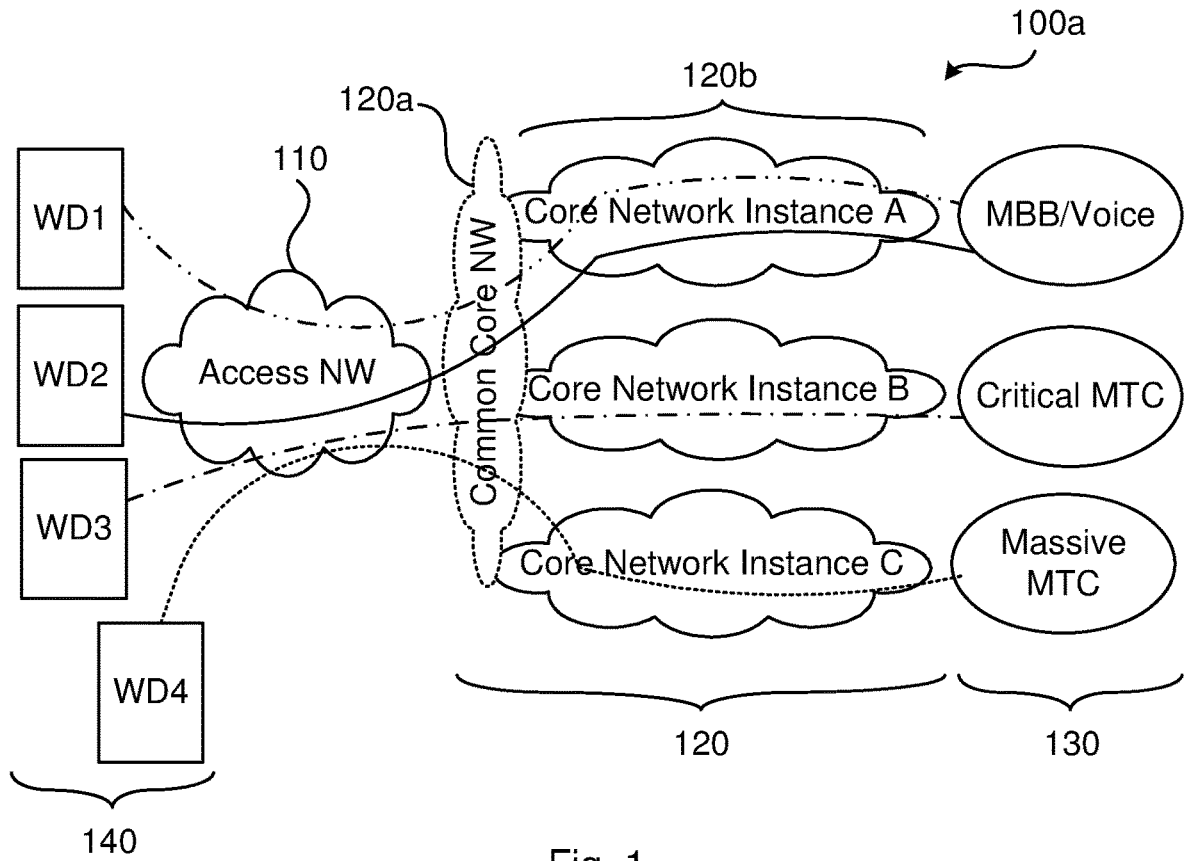 100a
120b
120a
110
WD1
Core Network Instance A
MBB/Voice
Common Core NW
WD2
Access NW
Core Network Instance B
Critical MTC
WD3
Core Network Instance C
Massive
MTC
WD4
120
130
140
Fig. 1